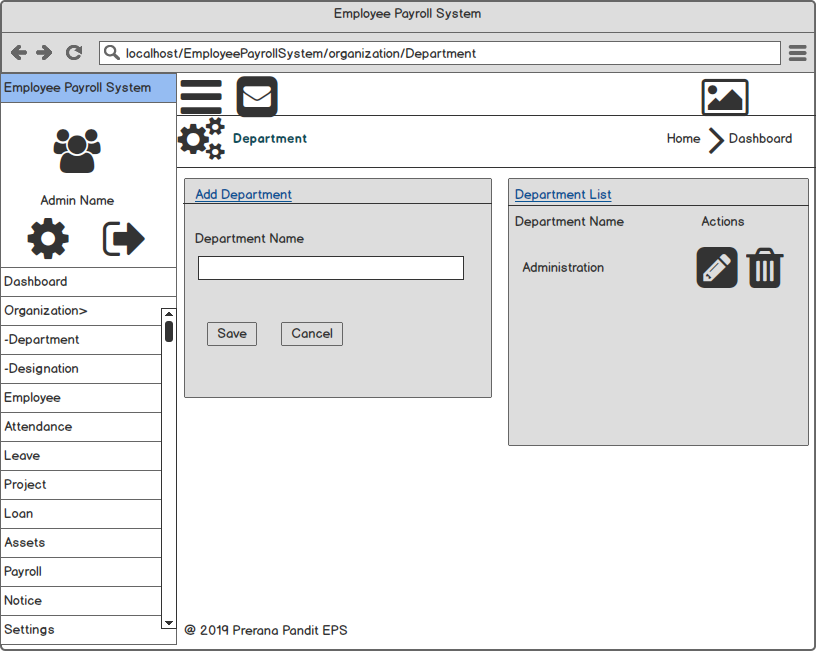 Employee Payroll System
localhost/EmployeePayrollSystem/organization/Department
Employee Payroll System
Admin Name
Dashboard
Organization>
-Department
-Designation
Employee
Attendance
Leave
Project
Loan
Assets
Payroll
Notice
Settings
Department
Home
Dashboard
Add Department
Department Name
Save
Cancel
Department List
Department Name
Actions
Administration
@ 2019 Prerana Pandit EPS